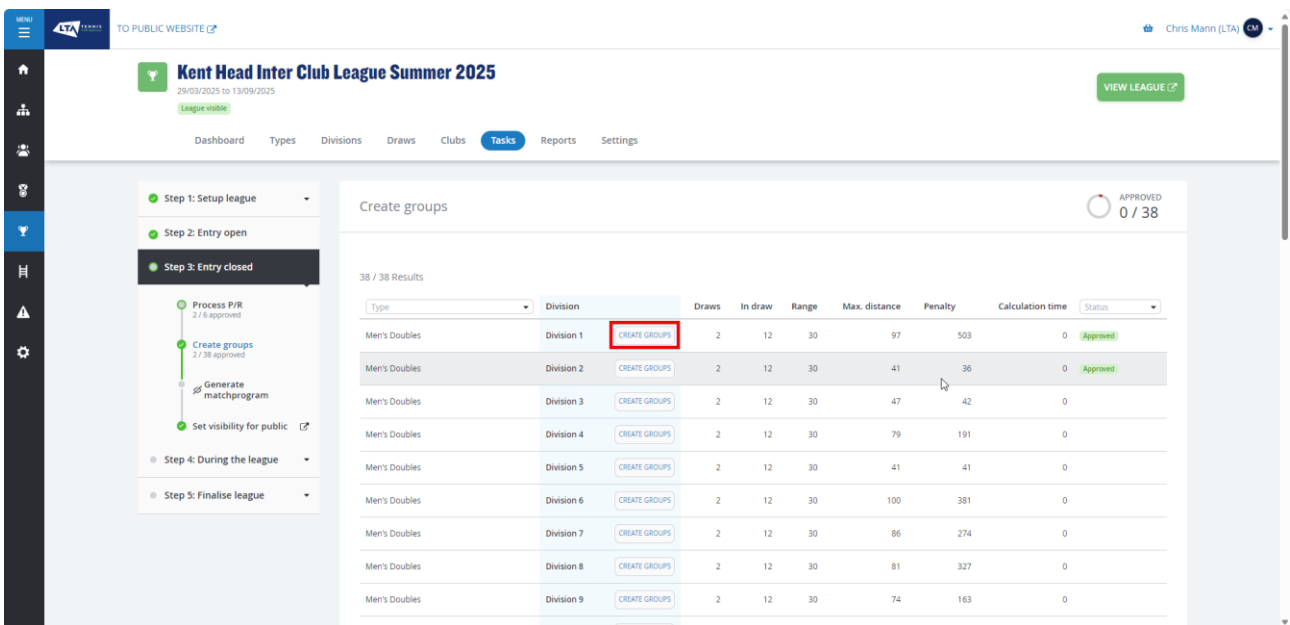 MENU
LTA TENNIS
TO PUBLIC WEBSITE
Chris Mann (LTA) CM
Kent Head Inter Club League Summer 2025
29/03/2025 to 13/09/2025
League visible
VIEW LEAGUE
Dashboard Types Divisions Draws Clubs Tasks Reports Settings
Step 1: Setup league
Step 2: Entry open
Step 3: Entry closed
Process P/R
2 / 6 approved
Create groups
2 / 38 approved
Generate
matchprogram
Set visibility for public
Step 4: During the league
Step 5: Finalise league
Create groups
APPROVED
0 / 38
38 / 38 Results
Type Division Draws In draw Range Max. distance Penalty Calculation time Status
Men's Doubles Division 1 CREATE GROUPS 2 12 30 97 503 0 Approved
Men's Doubles Division 2 CREATE GROUPS 2 12 30 41 36 0 Approved
Men's Doubles Division 3 CREATE GROUPS 2 12 30 47 42 0
Men's Doubles Division 4 CREATE GROUPS 2 12 30 79 191 0
Men's Doubles Division 5 CREATE GROUPS 2 12 30 41 41 0
Men's Doubles Division 6 CREATE GROUPS 2 12 30 100 381 0
Men's Doubles Division 7 CREATE GROUPS 2 12 30 86 274 0
Men's Doubles Division 8 CREATE GROUPS 2 12 30 81 327 0
Men's Doubles Division 9 CREATE GROUPS 2 12 30 74 163 0